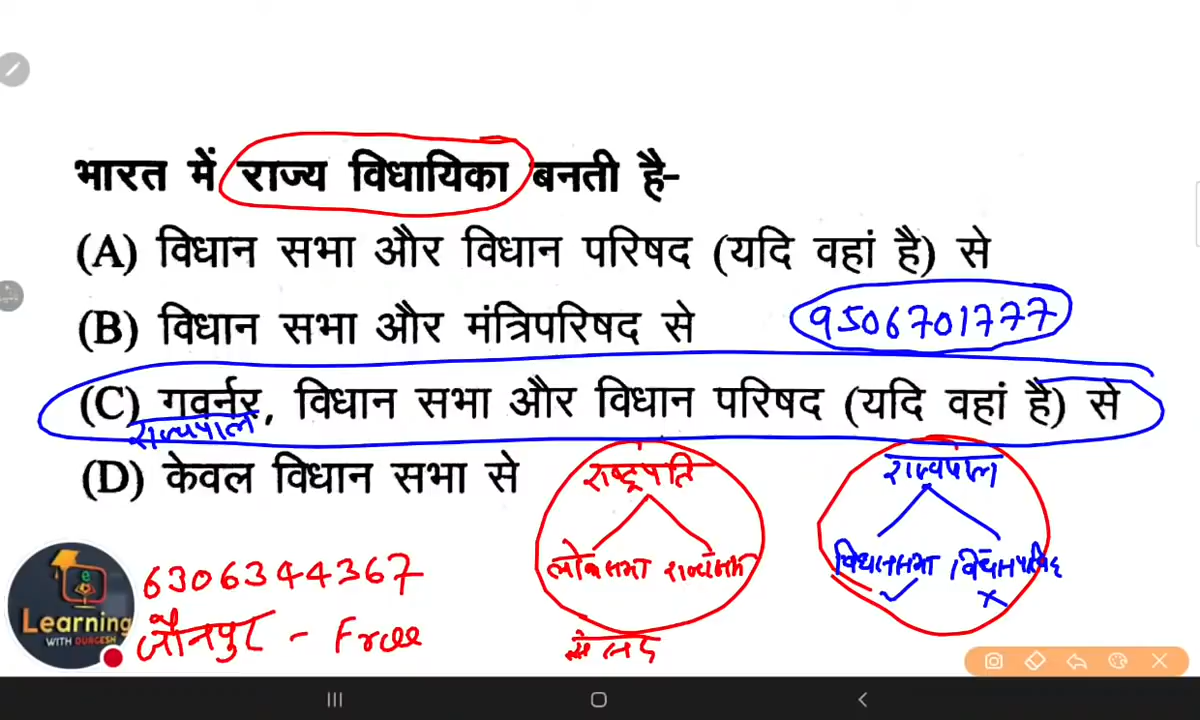 भारत में राज्य विधायिका बनती है-
(A) विधान सभा और विधान परिषद (यदि वहां है) से
(B) विधान सभा और मंत्रिपरिषद से
9506701777
(C) गवर्नर, विधान सभा और विधान परिषद (यदि वहां है) से
राज्यपाल
(D) केवल विधान सभा से
राष्ट्रपति
राज्यपाल
लोकसभा राज्यसभा
विधानसभा विधानपरिषद
6306344367
e
Learning
WITH DURGESH
जौनपुर - Free
संसद